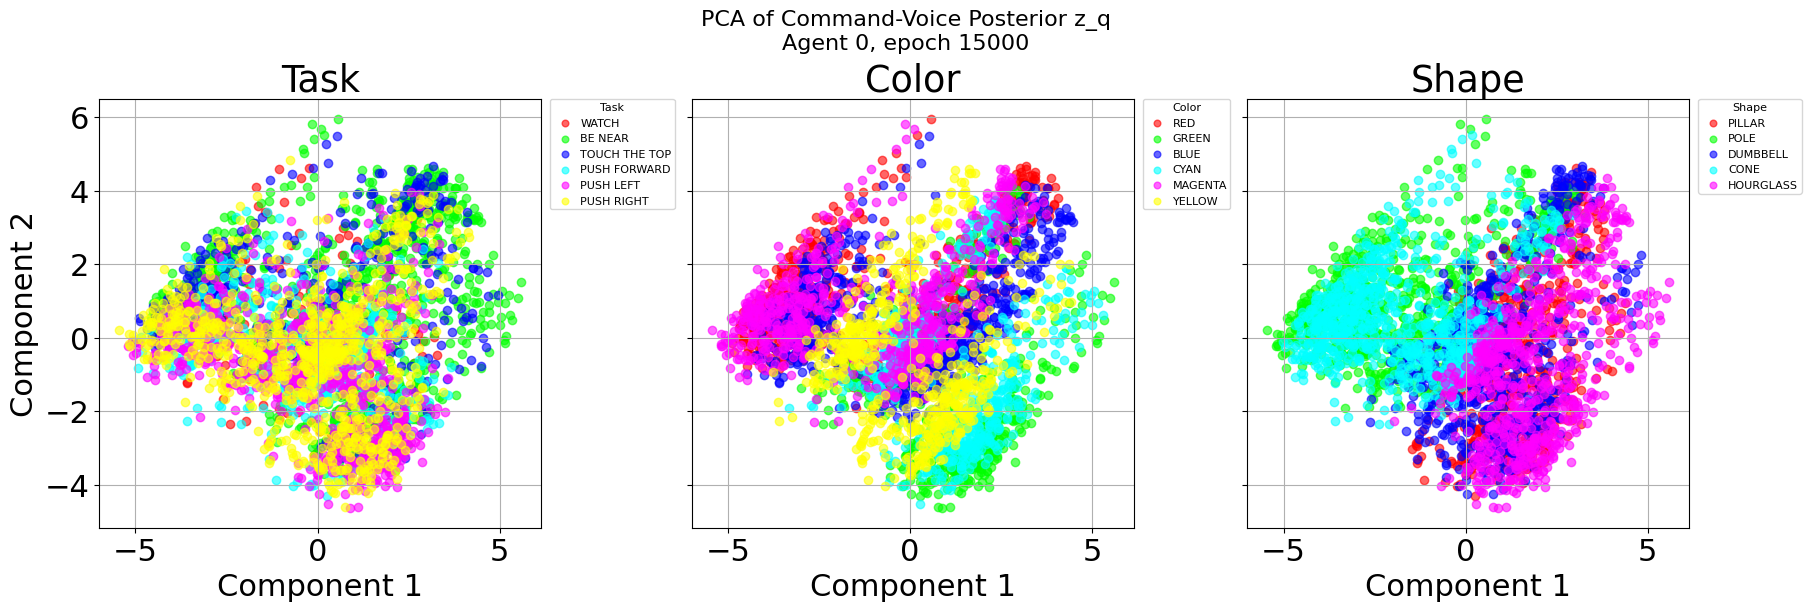 PCA of Command-Voice Posterior z_q
Agent 0, epoch 15000
Task
Color
Shape
Component 2
6
4
2
0
−2
−4
−5 0 5
Component 1
Task
WATCH
BE NEAR
TOUCH THE TOP
PUSH FORWARD
PUSH LEFT
PUSH RIGHT
−5 0 5
Component 1
Color
RED
GREEN
BLUE
CYAN
MAGENTA
YELLOW
−5 0 5
Component 1
Shape
PILLAR
POLE
DUMBBELL
CONE
HOURGLASS